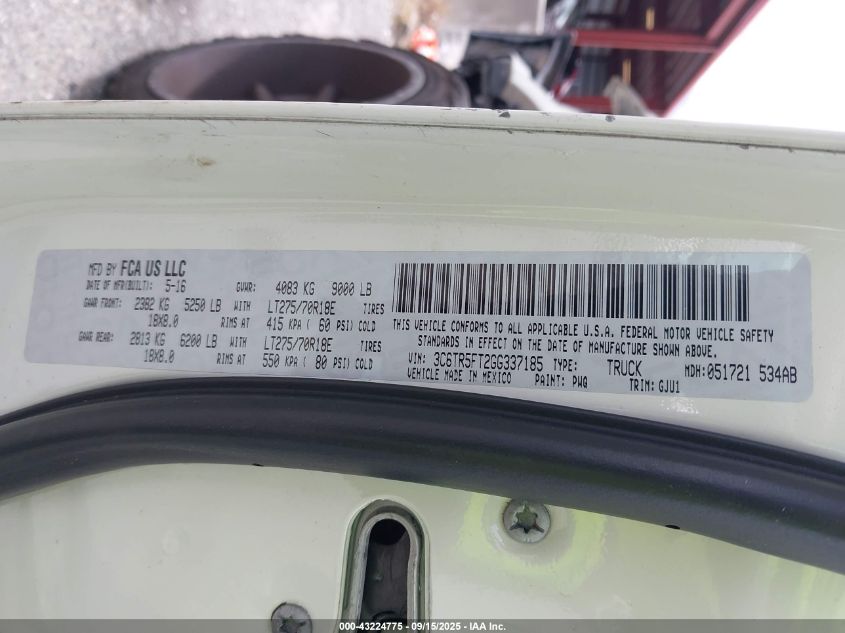 MFD BY FCA US LLC
DATE OF MFR(BUILT): 5-16 GVWR: 4083 KG 9000 LB
GAWR FRONT: 2382 KG 5250 LB WITH LT275/70R18E TIRES
18X8.0 RIMS AT 415 KPA ( 60 PSI) COLD
GAWR REAR: 2813 KG 6200 LB WITH LT275/70R18E TIRES
18X8.0 RIMS AT 550 KPA ( 80 PSI) COLD
THIS VEHICLE CONFORMS TO ALL APPLICABLE U.S.A. FEDERAL MOTOR VEHICLE SAFETY
STANDARDS IN EFFECT ON THE DATE OF MANUFACTURE SHOWN ABOVE.
VIN: 3C6TR5FT2GG337185 TYPE: TRUCK MDH:051721 534AB
VEHICLE MADE IN MEXICO PAINT: PWG TRIM: GJU1
000-43224775 - 09/15/2025 - IAA Inc.